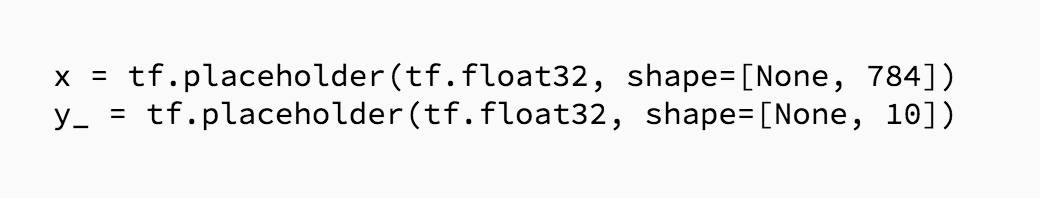 x = tf.placeholder(tf.float32, shape=[None, 784])
y_ = tf.placeholder(tf.float32, shape=[None, 10])